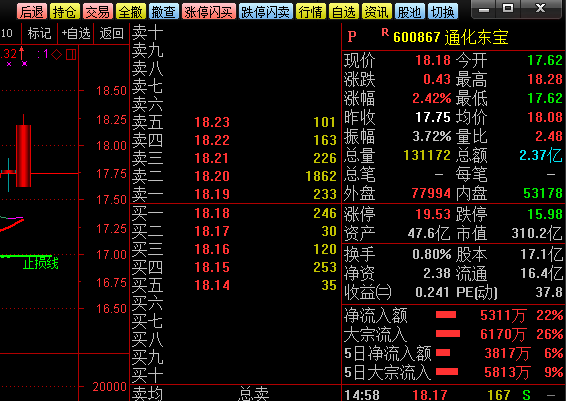 后退 持仓 交易 全撤 撤查 涨停闪买 跌停闪卖 行情 自选 资讯 股池 切换
10 标记 +自选 返回
.32 :1
18.50
18.25
18.00
17.75
17.50
17.25
17.00
16.75
16.50
20000
止损线
卖十
卖九
卖八
卖七
卖六
卖五 18.23 101
卖四 18.22 163
卖三 18.21 226
卖二 18.20 1862
卖一 18.19 233
买一 18.18 246
买二 18.17 30
买三 18.16 120
买四 18.15 253
买五 18.14 35
买六
买七
买八
买九
买十
卖均 总卖
P R 600867 通化东宝
现价 18.18 今开 17.62
涨跌 0.43 最高 18.28
涨幅 2.42% 最低 17.62
昨收 17.75 均价 18.08
振幅 3.72% 量比 2.48
总量 131172 总额 2.37亿
总笔 – 每笔 –
外盘 77994 内盘 53178
涨停 19.53 跌停 15.98
资产 47.6亿 市值 310.2亿
换手 0.80% 股本 17.1亿
净资 2.38 流通 16.4亿
收益㈢ 0.241 PE(动) 37.8
净流入额 5311万 22%
大宗流入 6170万 26%
5日净流入额 3817万 6%
5日大宗流入 5813万 9%
14:58 18.17 167 S –